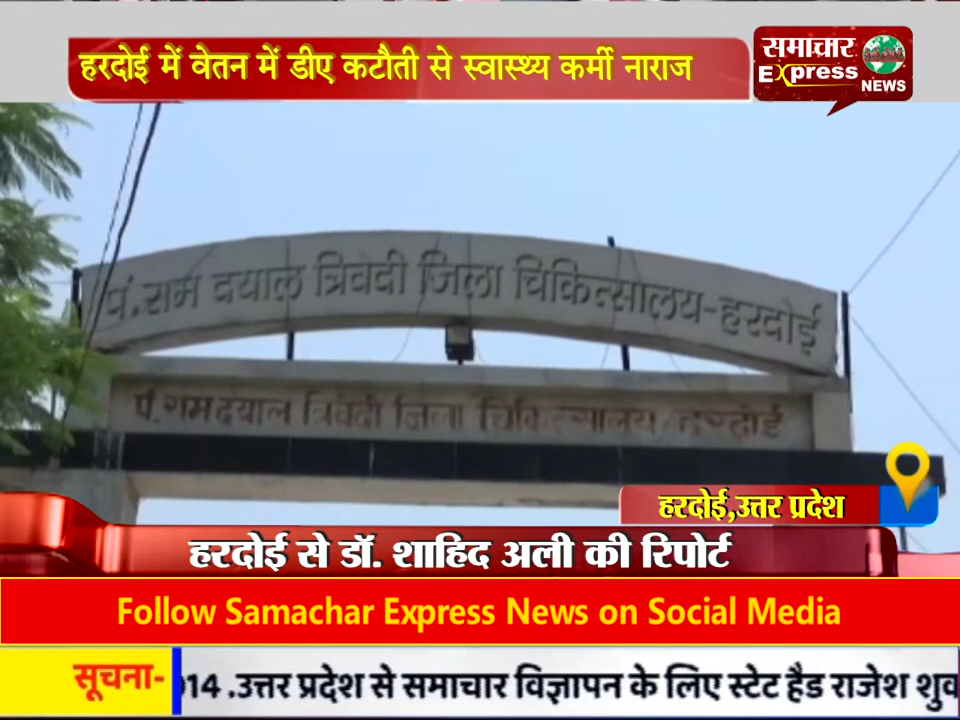 हरदोई में वेतन में डीए कटौती से स्वास्थ्य कर्मी नाराज
समाचार
Express
NEWS
पं.राम दयाल त्रिवेदी जिला चिकित्सालय-हरदोई
पं.रामदयाल त्रिवेदी जिला चिकित्सालय हरदोई
हरदोई,उत्तर प्रदेश
हरदोई से डॉ. शाहिद अली की रिपोर्ट
Follow Samachar Express News on Social Media
सूचना- 14 .उत्तर प्रदेश से समाचार विज्ञापन के लिए स्टेट हैड राजेश